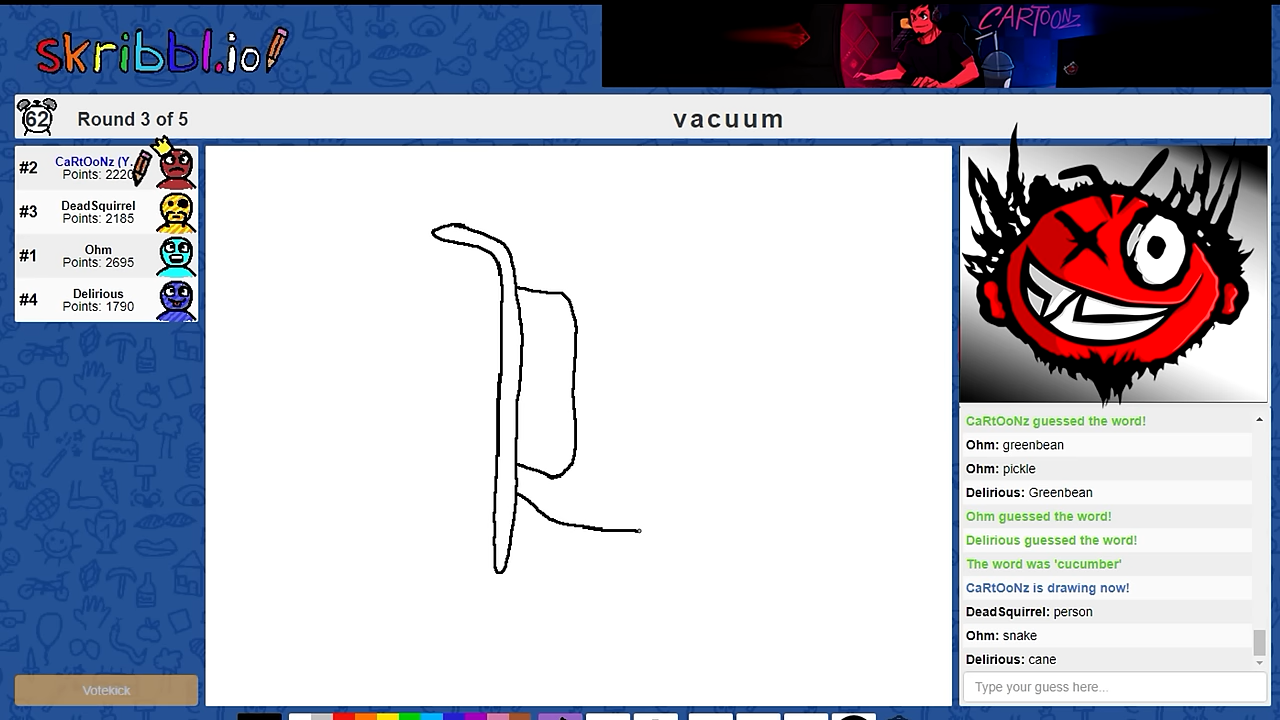 CARTOONZ
skribbl.io
62
Round 3 of 5
vacuum
#2
CaRtOoNz (Y.
Points: 2220
#3
DeadSquirrel
Points: 2185
#1
Ohm
Points: 2695
#4
Delirious
Points: 1790
CaRtOoNz guessed the word!
Ohm: greenbean
Ohm: pickle
Delirious: Greenbean
Ohm guessed the word!
Delirious guessed the word!
The word was 'cucumber'
CaRtOoNz is drawing now!
DeadSquirrel: person
Ohm: snake
Delirious: cane
Votekick
Type your guess here...